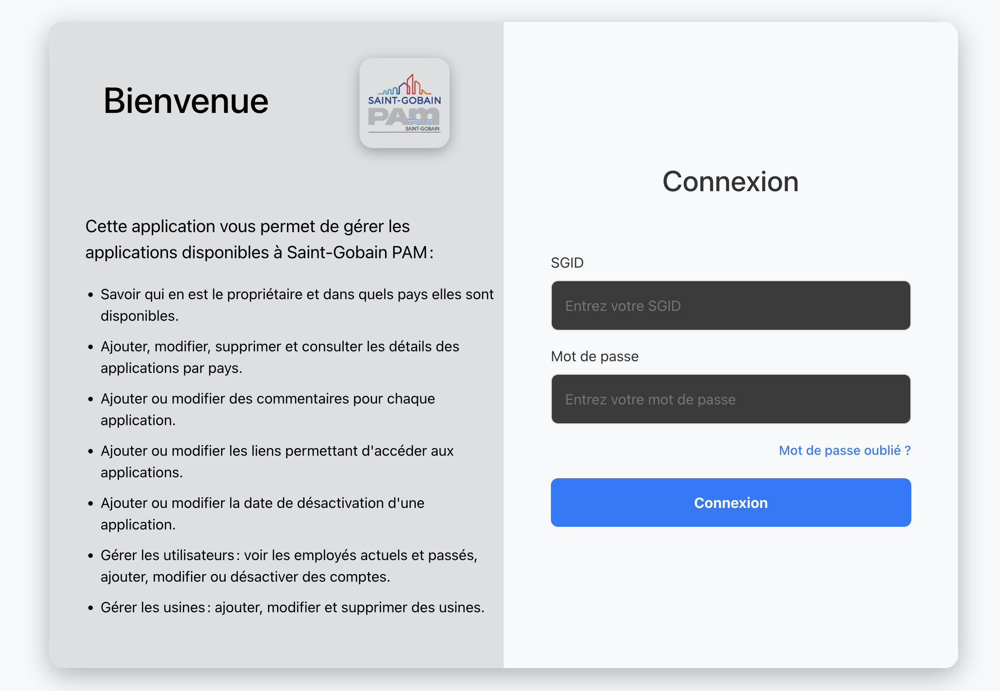 Bienvenue
SAINT-GOBAIN
PAM
SAINT-GOBAIN
Cette application vous permet de gérer les
applications disponibles à Saint-Gobain PAM :
• Savoir qui en est le propriétaire et dans quels pays elles sont
disponibles.
• Ajouter, modifier, supprimer et consulter les détails des
applications par pays.
• Ajouter ou modifier des commentaires pour chaque
application.
• Ajouter ou modifier les liens permettant d'accéder aux
applications.
• Ajouter ou modifier la date de désactivation d'une
application.
• Gérer les utilisateurs : voir les employés actuels et passés,
ajouter, modifier ou désactiver des comptes.
• Gérer les usines : ajouter, modifier et supprimer des usines.
Connexion
SGID
Entrez votre SGID
Mot de passe
Entrez votre mot de passe
Mot de passe oublié ?
Connexion